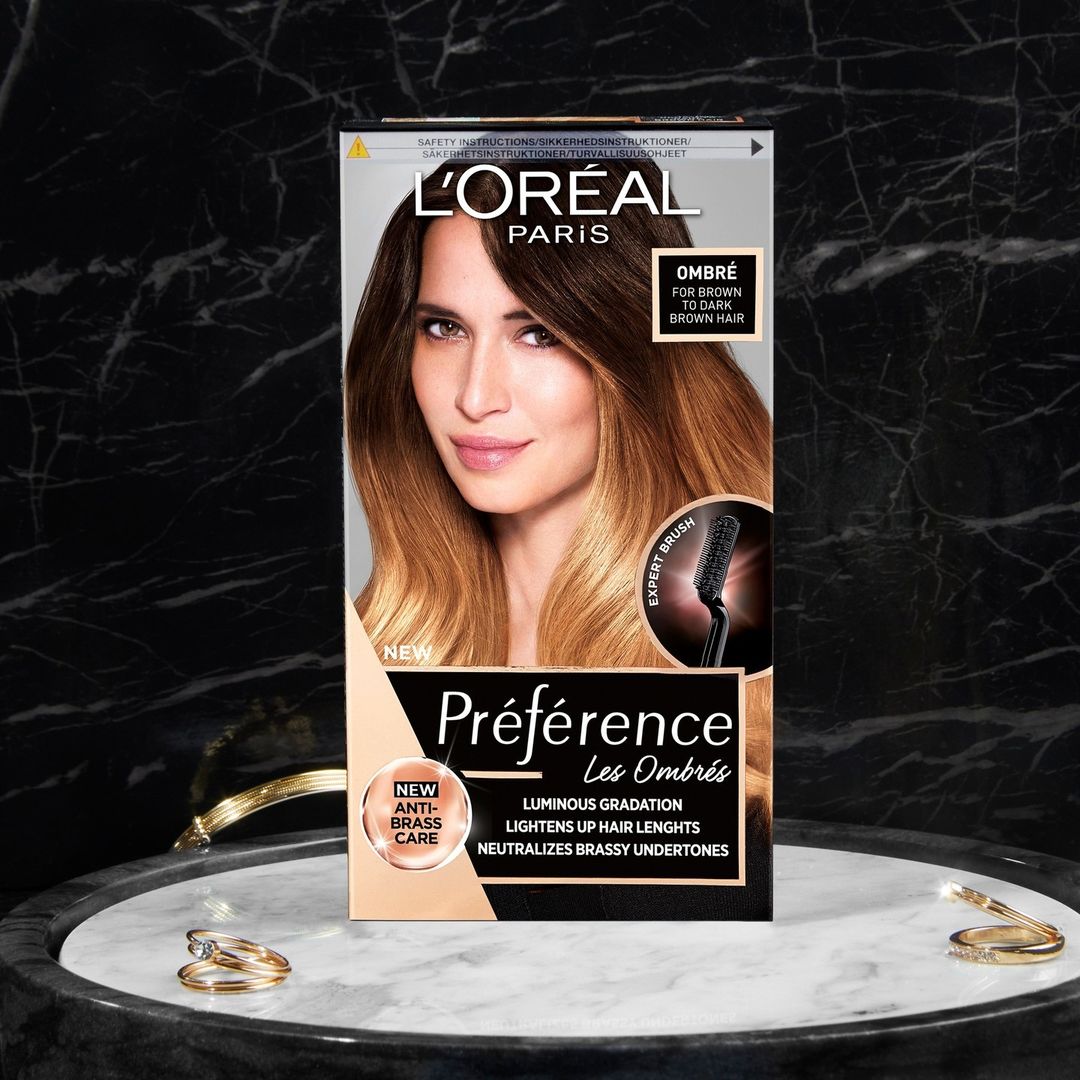 SAFETY INSTRUCTIONS/SIKKERHEDSINSTRUKTIONER/
SÄKERHETSINSTRUKTIONER/TURVALLISUUSOHJEET
L'ORÉAL
PARiS
OMBRÉ
FOR BROWN
TO DARK
BROWN HAIR
EXPERT BRUSH
NEW
Préférence
Les Ombrés
NEW
ANTI-
BRASS
CARE
LUMINOUS GRADATION
LIGHTENS UP HAIR LENGHTS
NEUTRALIZES BRASSY UNDERTONES